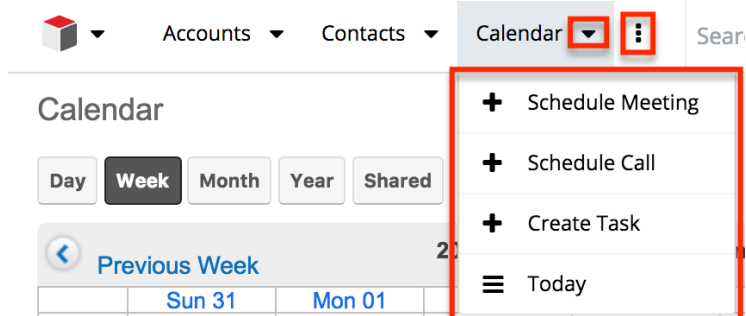 Accounts Contacts Calendar
Calendar
Schedule Meeting
Day Week Month Year Shared
Schedule Call
Create Task
Previous Week
Today
Sun 31 Mon 01